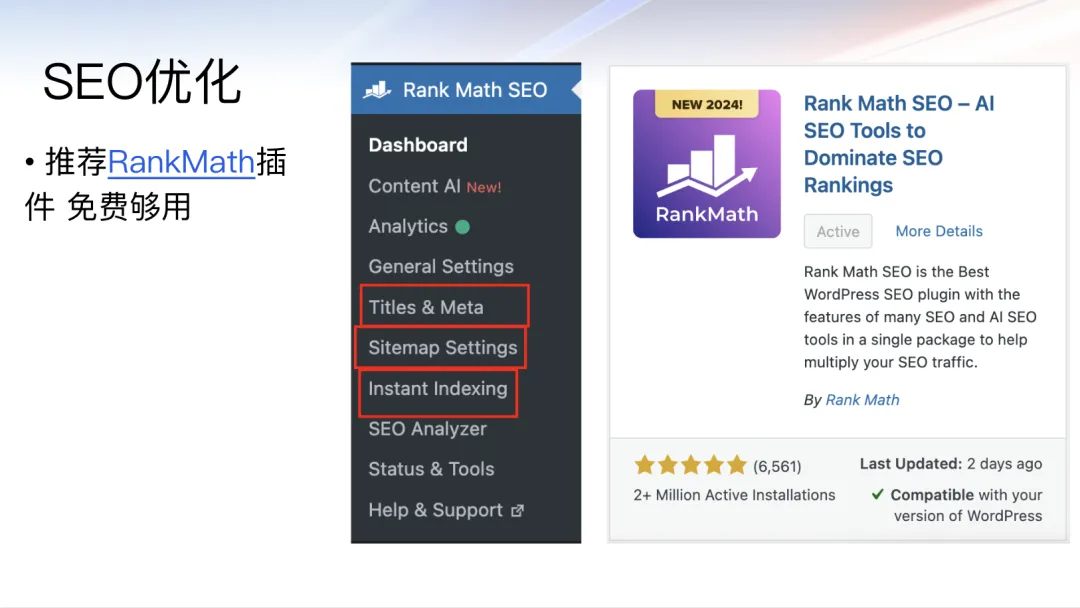 SEO优化
• 推荐RankMath插
件 免费够用
Rank Math SEO
Dashboard
Content AI New!
Analytics
General Settings
Titles & Meta
Sitemap Settings
Instant Indexing
SEO Analyzer
Status & Tools
Help & Support
NEW 2024!
RankMath
Rank Math SEO – AI
SEO Tools to
Dominate SEO
Rankings
Active
More Details
Rank Math SEO is the Best
WordPress SEO plugin with the
features of many SEO and AI SEO
tools in a single package to help
multiply your SEO traffic.
By Rank Math
(6,561)
2+ Million Active Installations
Last Updated: 2 days ago
Compatible with your
version of WordPress